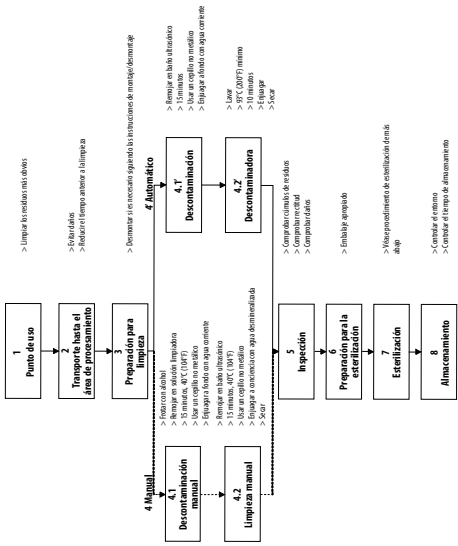 1
Punto de uso
> Limpiar los residuos más obvios
2
Transporte hasta el
área de procesamiento
> Evitar daños
> Reducir el tiempo anterior a la limpieza
3
Preparación para
limpieza
> Desmontar si es necesario siguiendo las instrucciones de montaje/desmontaje
4 Manual
4.1
Descontaminación
manual
> Frotar con alcohol
> Remojar en solución limpiadora
> 15 minutos, 40°C (104°F)
> Usar un cepillo no metálico
> Enjuagar a fondo con agua corriente
4.2
Limpieza manual
> Remojar en baño ultrasónico
> 15 minutos, 40°C (104°F)
> Usar un cepillo no metálico
> Enjuagar a conciencia con agua desmineralizada
> Secar
4' Automático
4.1'
Descontaminación
> Remojar en baño ultrasónico
> 15 minutos
> Usar un cepillo no metálico
> Enjuagar a fondo con agua corriente
4.2'
Descontaminadora
> Lavar
> 93°C (200°F) mínimo
> 10 minutos
> Enjuagar
> Secar
5
Inspección
> Comprobar cúmulos de residuos
> Comprobar rectitud
> Comprobar daños
6
Preparación para la
esterilización
> Embalaje apropiado
7
Esterilización
> Véase procedimiento de esterilización de más
abajo
8
Almacenamiento
> Controlar el entorno
> Controlar el tiempo de almacenamiento